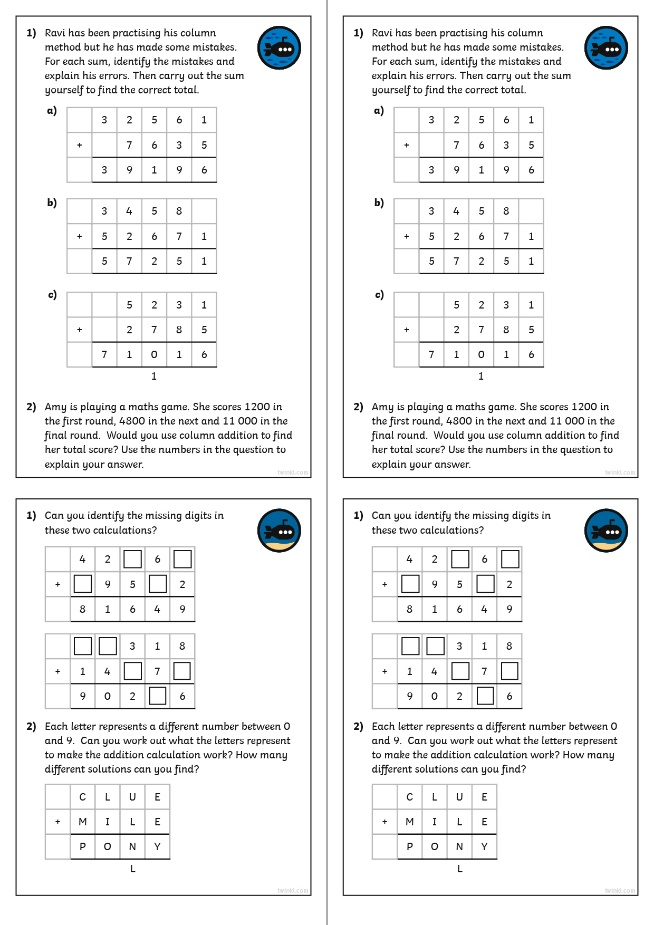 1) Ravi has been practising his column
method but he has made some mistakes.
For each sum, identify the mistakes and
explain his errors. Then carry out the sum
yourself to find the correct total.
a)
3 2 5 6 1
+ 7 6 3 5
3 9 1 9 6
b)
3 4 5 8
+ 5 2 6 7 1
5 7 2 5 1
c)
5 2 3 1
+ 2 7 8 5
7 1 0 1 6
1
2) Amy is playing a maths game. She scores 1200 in
the first round, 4800 in the next and 11 000 in the
final round. Would you use column addition to find
her total score? Use the numbers in the question to
explain your answer.
twinkl.com
1) Ravi has been practising his column
method but he has made some mistakes.
For each sum, identify the mistakes and
explain his errors. Then carry out the sum
yourself to find the correct total.
a)
3 2 5 6 1
+ 7 6 3 5
3 9 1 9 6
b)
3 4 5 8
+ 5 2 6 7 1
5 7 2 5 1
c)
5 2 3 1
+ 2 7 8 5
7 1 0 1 6
1
2) Amy is playing a maths game. She scores 1200 in
the first round, 4800 in the next and 11 000 in the
final round. Would you use column addition to find
her total score? Use the numbers in the question to
explain your answer.
twinkl.com
1) Can you identify the missing digits in
these two calculations?
4 2 6
+ 9 5 2
8 1 6 4 9
3 1 8
+ 1 4 7
9 0 2 6
2) Each letter represents a different number between 0
and 9. Can you work out what the letters represent
to make the addition calculation work? How many
different solutions can you find?
C L U E
+ M I L E
P O N Y
L
twinkl.com
1) Can you identify the missing digits in
these two calculations?
4 2 6
+ 9 5 2
8 1 6 4 9
3 1 8
+ 1 4 7
9 0 2 6
2) Each letter represents a different number between 0
and 9. Can you work out what the letters represent
to make the addition calculation work? How many
different solutions can you find?
C L U E
+ M I L E
P O N Y
L
twinkl.com